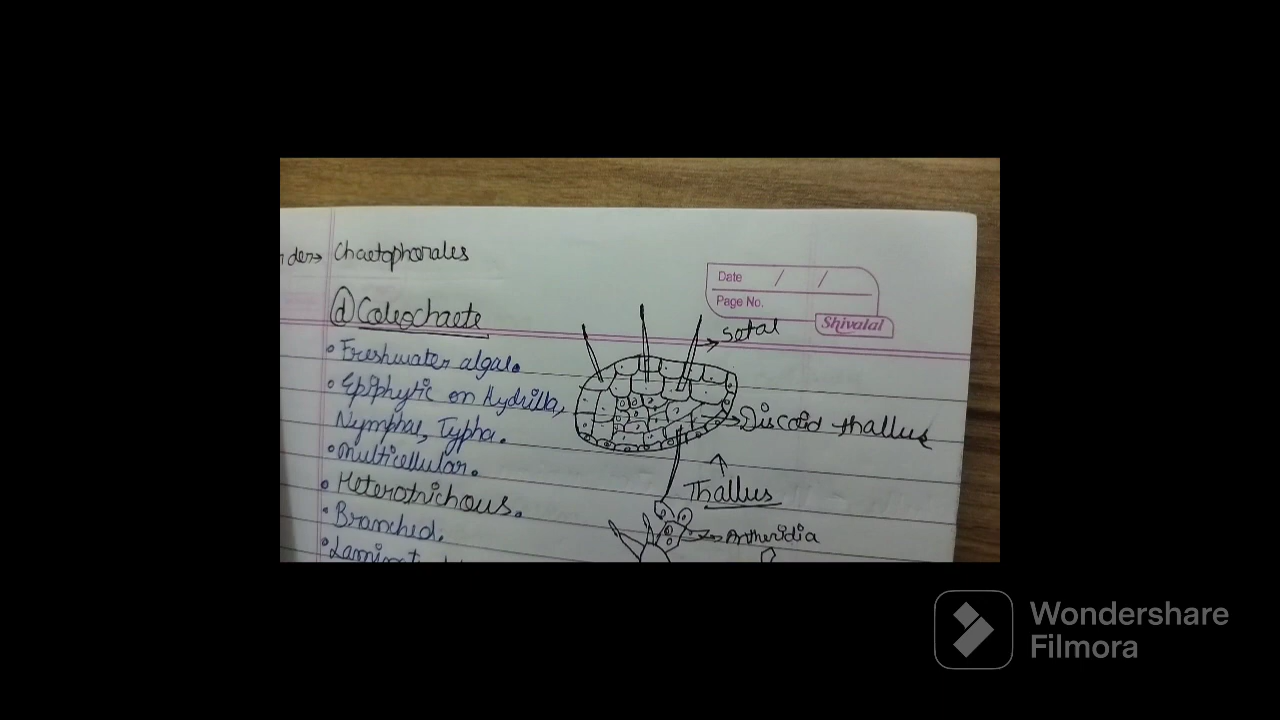 Chaetophorales
Date / /
Page No.
Shivalal
(d) Coleochaete
setal
• Freshwater algal.
• Epiphytic on Hydrilla,
Nymphae, Typha.
Discoid thallus
• Multicellular.
Thallus
• Heterotrichous.
• Branched.
Antheridia
Wondershare
Filmora